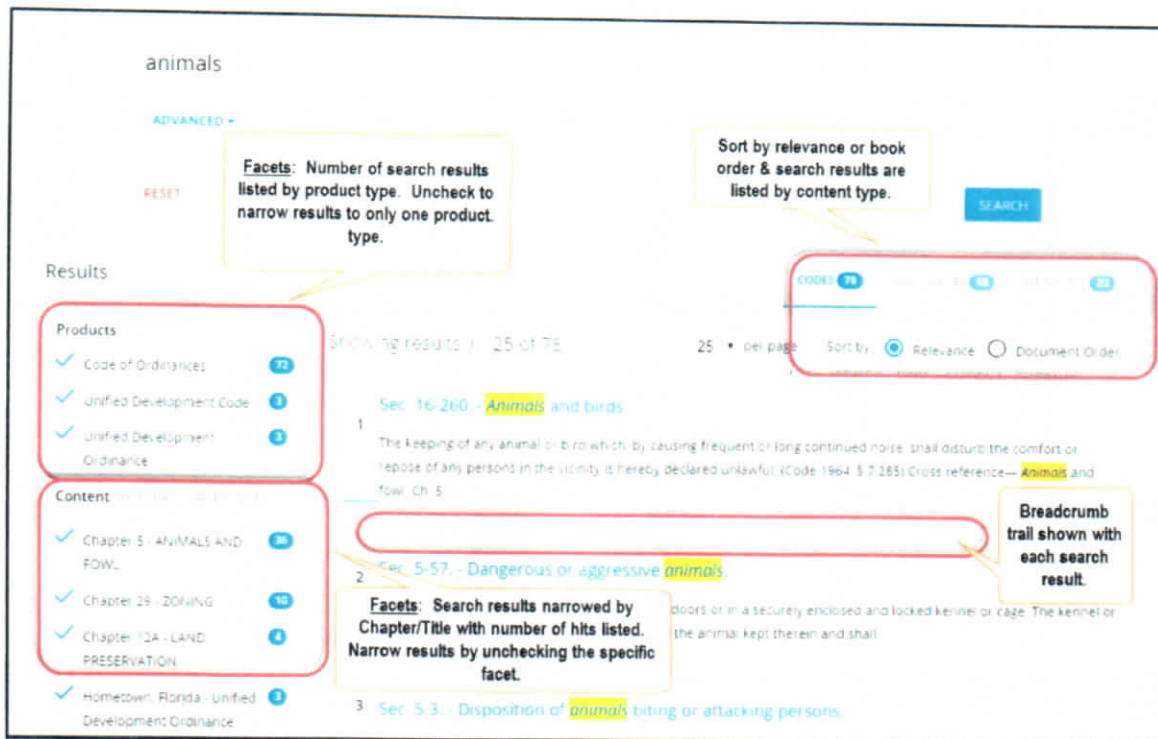 animals
ADVANCED
Facets: Number of search results
listed by product type. Uncheck to
narrow results to only one product.
type.
Sort by relevance or book
order & search results are
listed by content type.
RESET
SEARCH
Results
CODES 78
18
22
Products
Code of Ordinances 72
Unified Development Code 3
Unified Development 3
Ordinance
Showing results 1 25 of 78
25 per page
Sort by Relevance Document Order
Sec. 16-260. - Animals and birds.
1
The keeping of any animal or bird which, by causing frequent or long continued noise, shall disturb the comfort or
repose of any persons in the vicinity is hereby declared unlawful. (Code 1964, § 7.285) Cross reference— Animals and
fowl, Ch. 5
Content
Chapter 5 - ANIMALS AND 36
FOWL
Chapter 29 - ZONING 10
Chapter 12A - LAND 4
PRESERVATION
Hometown, Florida - Unified 3
Development Ordinance
Breadcrumb
trail shown with
each search
result.
2 Sec. 5-57. - Dangerous or aggressive animals.
doors or in a securely enclosed and locked kennel or cage. The kennel or
the animal kept therein and shall
Facets: Search results narrowed by
Chapter/Title with number of hits listed.
Narrow results by unchecking the specific
facet.
3 Sec. 5-3. - Disposition of animals biting or attacking persons.